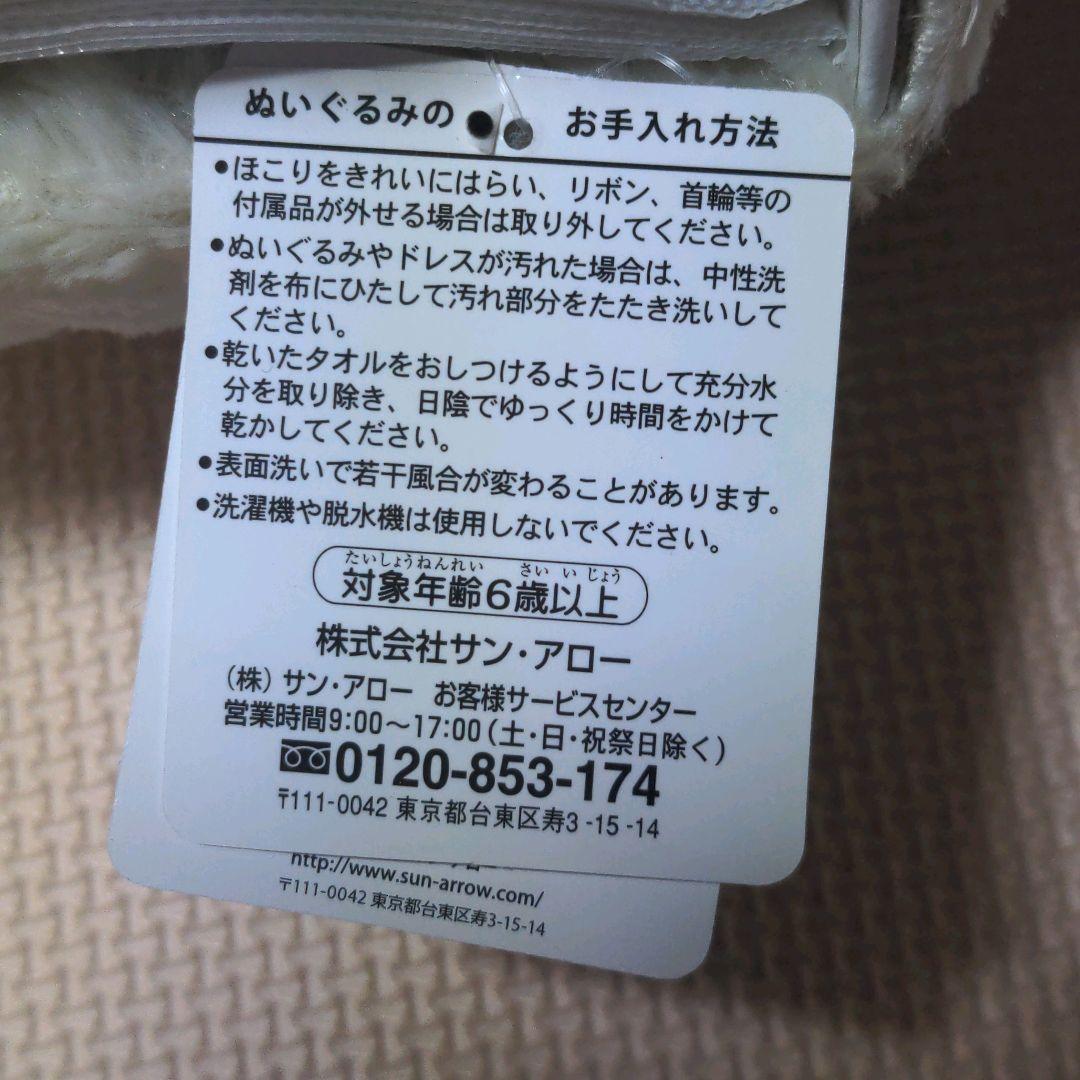 ぬいぐるみの お手入れ方法
•ほこりをきれいにはらい、リボン、首輪等の
付属品が外せる場合は取り外してください。
•ぬいぐるみやドレスが汚れた場合は、中性洗
剤を布にひたして汚れ部分をたたき洗いして
ください。
•乾いたタオルをおしつけるようにして充分水
分を取り除き、日陰でゆっくり時間をかけて
乾かしてください。
•表面洗いで若干風合が変わることがあります。
•洗濯機や脱水機は使用しないでください。
たいしょうねんれい さい いじょう
対象年齢6歳以上
株式会社サン・アロー
(株) サン・アロー お客様サービスセンター
営業時間9:00〜17:00(土・日・祝祭日除く)
0120-853-174
〒111-0042 東京都台東区寿3-15-14
http://www.sun-arrow.com/
〒111-0042 東京都台東区寿3-15-14